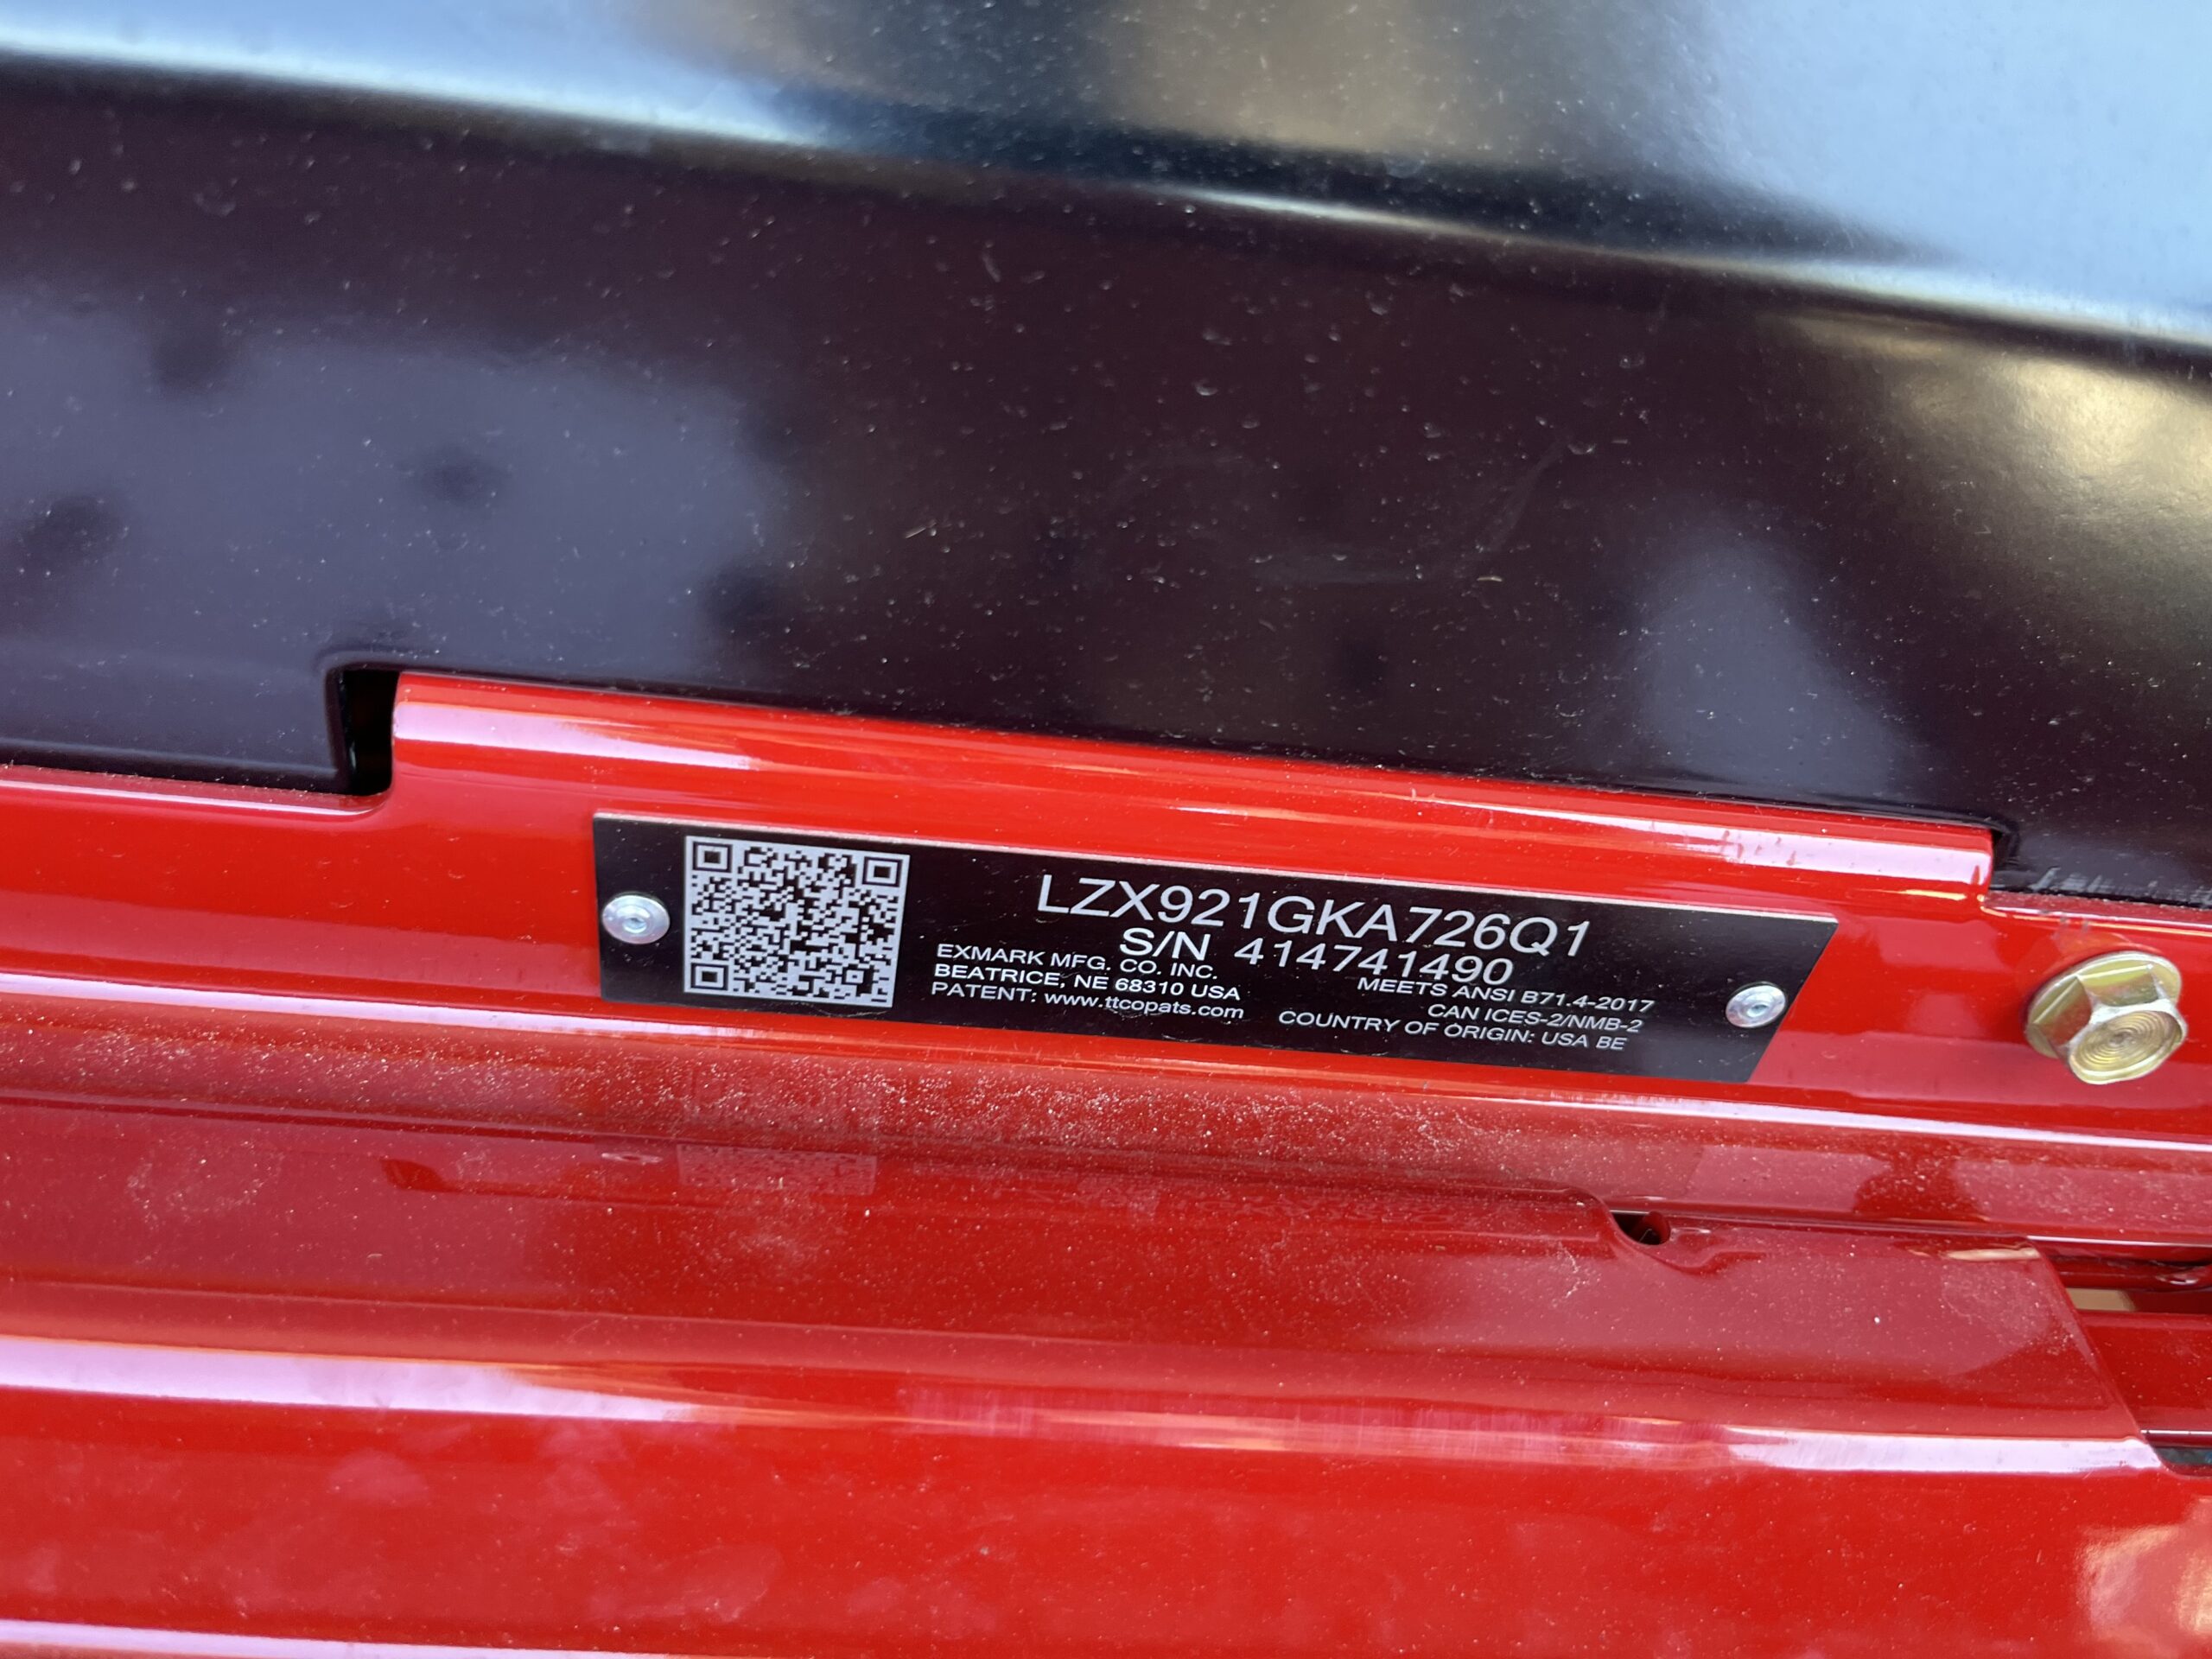 LZX921GKA726Q1
S/N 414741490
EXMARK MFG. CO. INC.
BEATRICE, NE 68310 USA
PATENT: www.ttcopats.com
MEETS ANSI B71.4-2017
CAN ICES-2/NMB-2
COUNTRY OF ORIGIN: USA BE